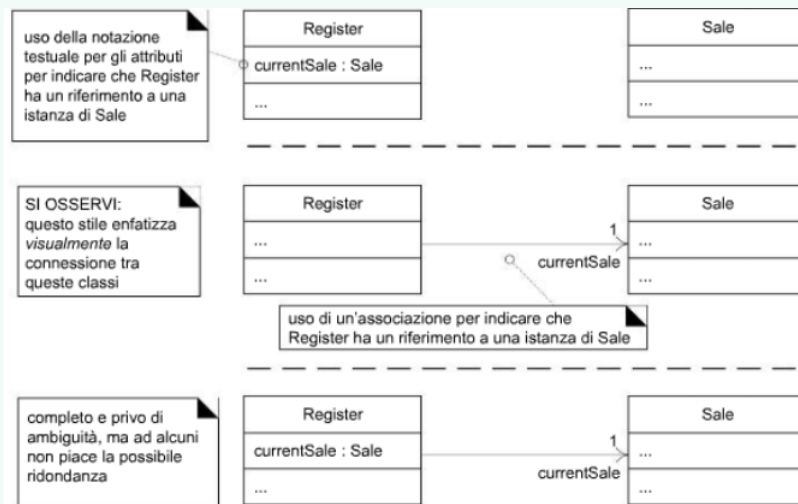 uso della notazione
testuale per gli attributi
per indicare che Register
ha un riferimento a una
istanza di Sale
Register
currentSale : Sale
...
Sale
...
...
SI OSSERVI:
questo stile enfatizza
visualmente la
connessione tra
queste classi
Register
...
...
1
currentSale
Sale
...
...
uso di un'associazione per indicare che
Register ha un riferimento a una istanza di Sale
completo e privo di
ambiguità, ma ad alcuni
non piace la possibile
ridondanza
Register
currentSale : Sale
...
1
currentSale
Sale
...
...